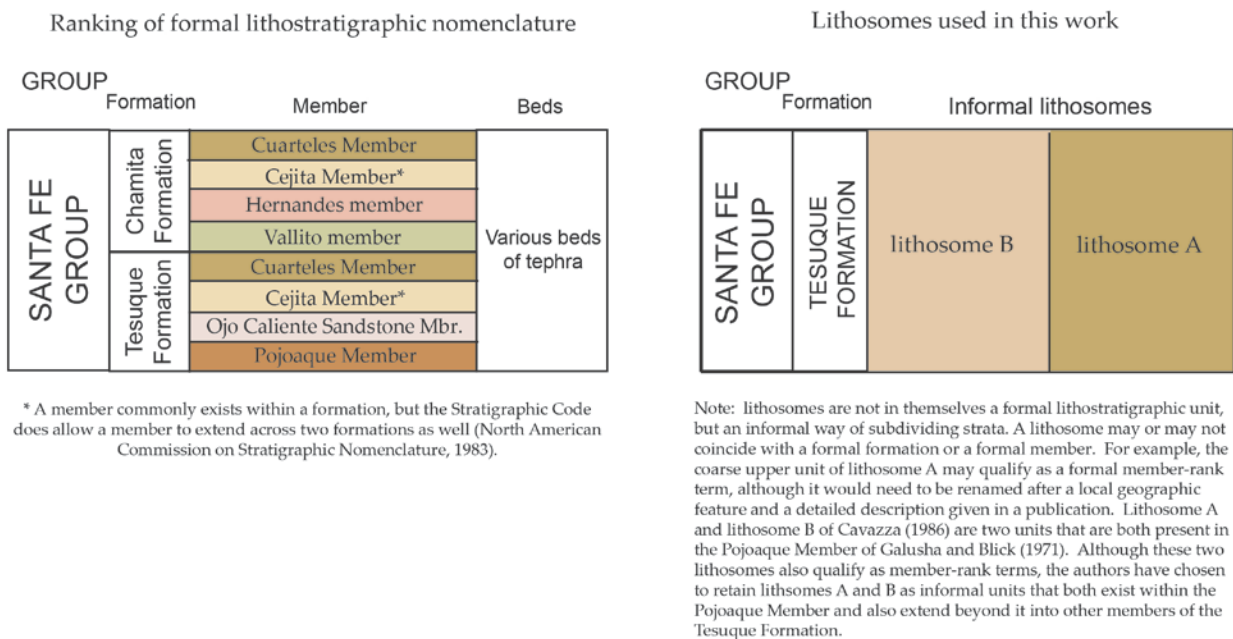 Ranking of formal lithostratigraphic nomenclature
GROUP
Formation
Member
Beds
SANTA FE
GROUP
Chamita
Formation
Cuarteles Member
Cejita Member*
Hernandes member
Vallito member
Tesuque
Formation
Cuarteles Member
Cejita Member*
Ojo Caliente Sandstone Mbr.
Pojoaque Member
Various beds
of tephra
* A member commonly exists within a formation, but the Stratigraphic Code
does allow a member to extend across two formations as well (North American
Commission on Stratigraphic Nomenclature, 1983).
Lithosomes used in this work
GROUP
Formation
Informal lithosomes
SANTA FE
GROUP
TESUQUE
FORMATION
lithosome B
lithosome A
Note: lithosomes are not in themselves a formal lithostratigraphic unit,
but an informal way of subdividing strata. A lithosome may or may not
coincide with a formal formation or a formal member. For example, the
coarse upper unit of lithosome A may qualify as a formal member-rank
term, although it would need to be renamed after a local geographic
feature and a detailed description given in a publication. Lithosome A
and lithosome B of Cavazza (1986) are two units that are both present in
the Pojoaque Member of Galusha and Blick (1971). Although these two
lithosomes also qualify as member-rank terms, the authors have chosen
to retain lithsomes A and B as informal units that both exist within the
Pojoaque Member and also extend beyond it into other members of the
Tesuque Formation.